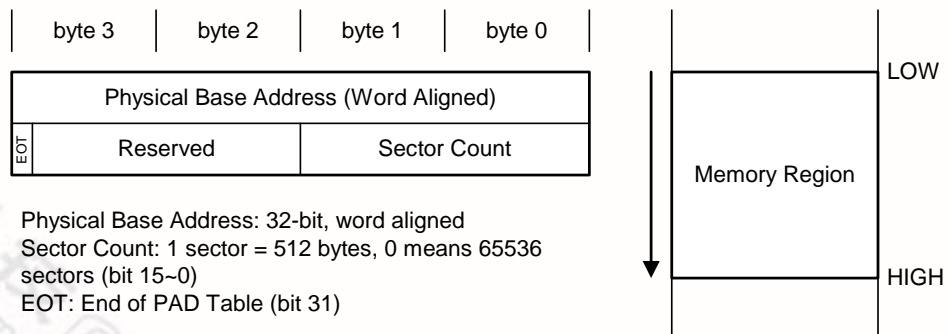 byte 3 byte 2 byte 1 byte 0
LOW
Physical Base Address (Word Aligned)
EOT Reserved Sector Count
Memory Region
Physical Base Address: 32-bit, word aligned
Sector Count: 1 sector = 512 bytes, 0 means 65536
sectors (bit 15~0)
HIGH
EOT: End of PAD Table (bit 31)